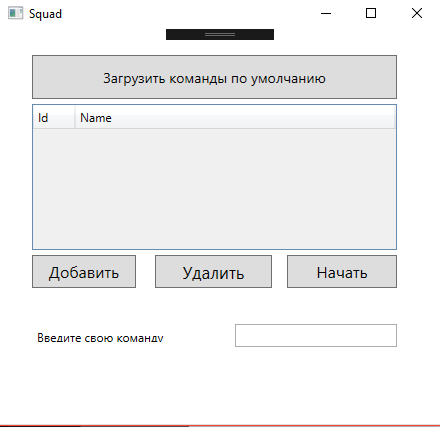 Squad
Загрузить команды по умолчанию
Id Name
Добавить Удалить Начать
Введите свою команду